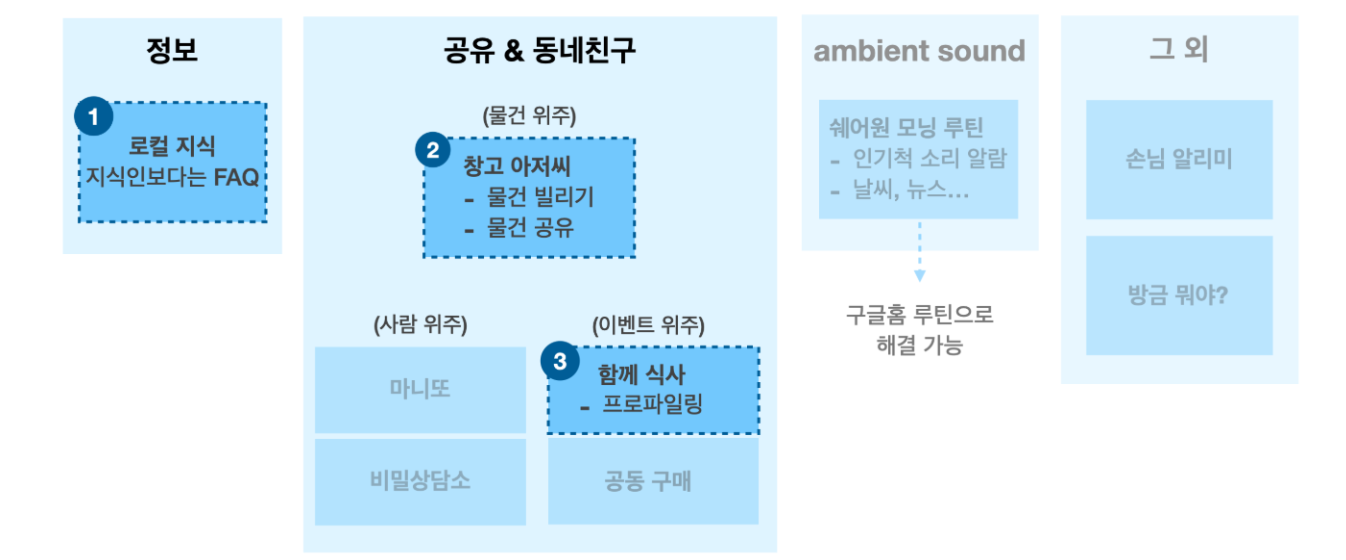 정보
1
로컬 지식
지식인보다는 FAQ
공유 & 동네친구
(물건 위주)
2
창고 아저씨
- 물건 빌리기
- 물건 공유
(사람 위주)
마니또
비밀상담소
(이벤트 위주)
3
함께 식사
- 프로파일링
공동 구매
ambient sound
쉐어원 모닝 루틴
- 인기척 소리 알람
- 날씨, 뉴스...
구글홈 루틴으로
해결 가능
그 외
손님 알리미
방금 뭐야?